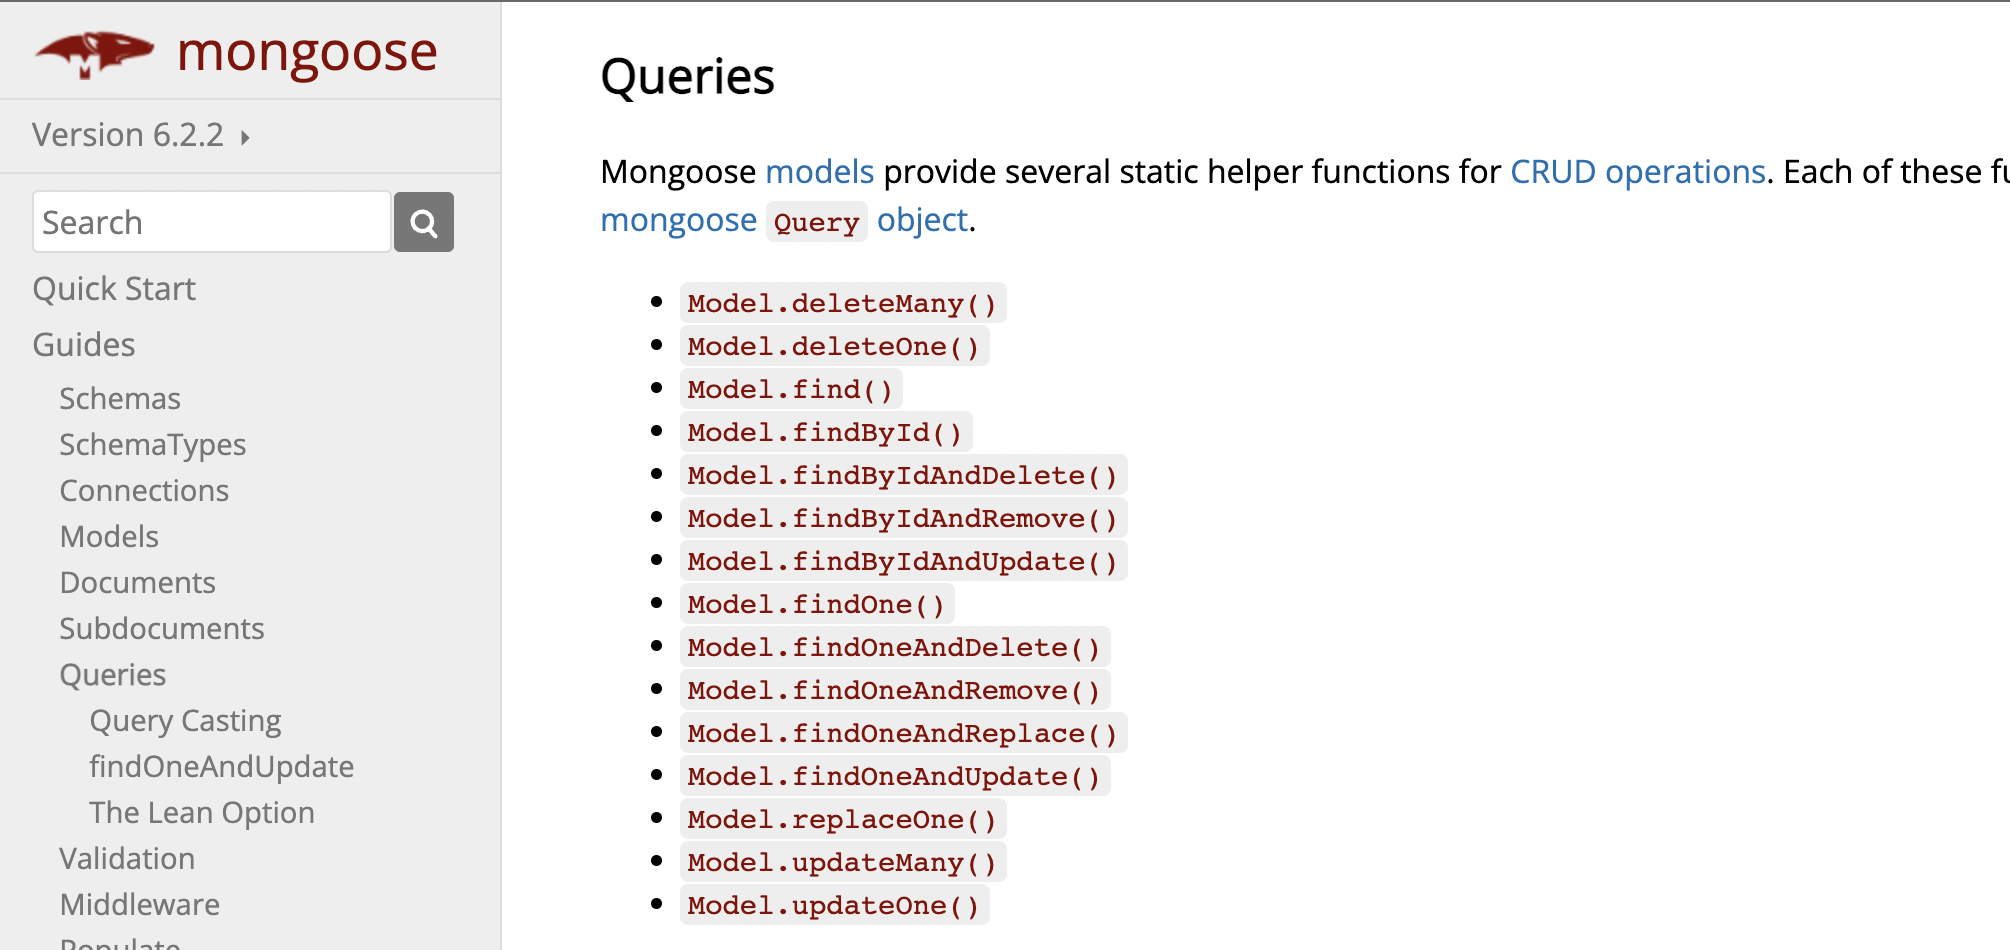 mongoose
Version 6.2.2
Search
Quick Start
Guides
Schemas
SchemaTypes
Connections
Models
Documents
Subdocuments
Queries
Query Casting
findOneAndUpdate
The Lean Option
Validation
Middleware
Populate
Queries
Mongoose models provide several static helper functions for CRUD operations. Each of these
mongoose Query object.
Model.deleteMany()
Model.deleteOne()
Model.find()
Model.findById()
Model.findByIdAndDelete()
Model.findByIdAndRemove()
Model.findByIdAndUpdate()
Model.findOne()
Model.findOneAndDelete()
Model.findOneAndRemove()
Model.findOneAndReplace()
Model.findOneAndUpdate()
Model.replaceOne()
Model.updateMany()
Model.updateOne()